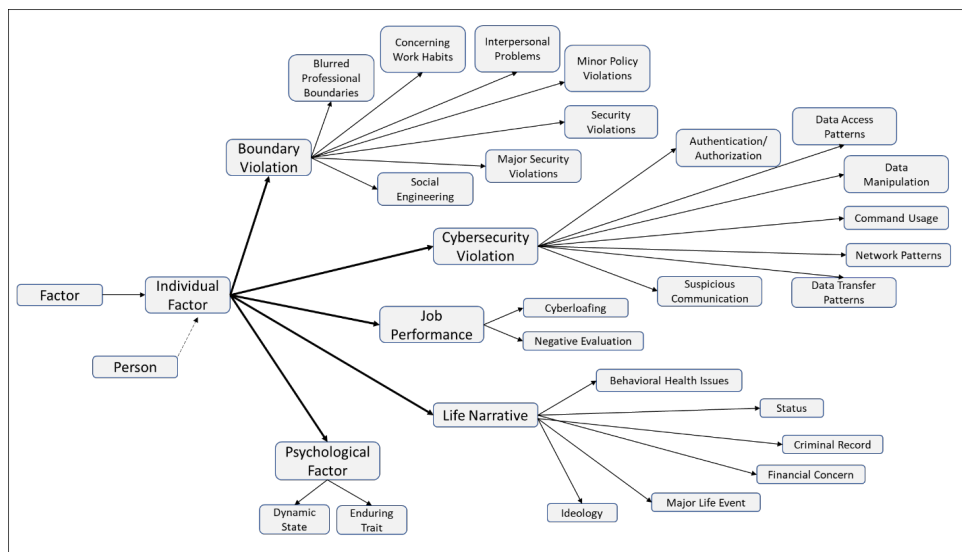 Concerning
Work Habits
Interpersonal
Problems
Blurred
Professional
Boundaries
Minor Policy
Violations
Security
Violations
Data Access
Patterns
Boundary
Violation
Authentication/
Authorization
Major Security
Violations
Data
Manipulation
Social
Engineering
Command Usage
Cybersecurity
Violation
Network Patterns
Suspicious
Communication
Data Transfer
Patterns
Factor
Individual
Factor
Job
Performance
Cyberloafing
Negative Evaluation
Person
Behavioral Health Issues
Life Narrative
Status
Criminal Record
Psychological
Factor
Financial Concern
Major Life Event
Dynamic
State
Enduring
Trait
Ideology